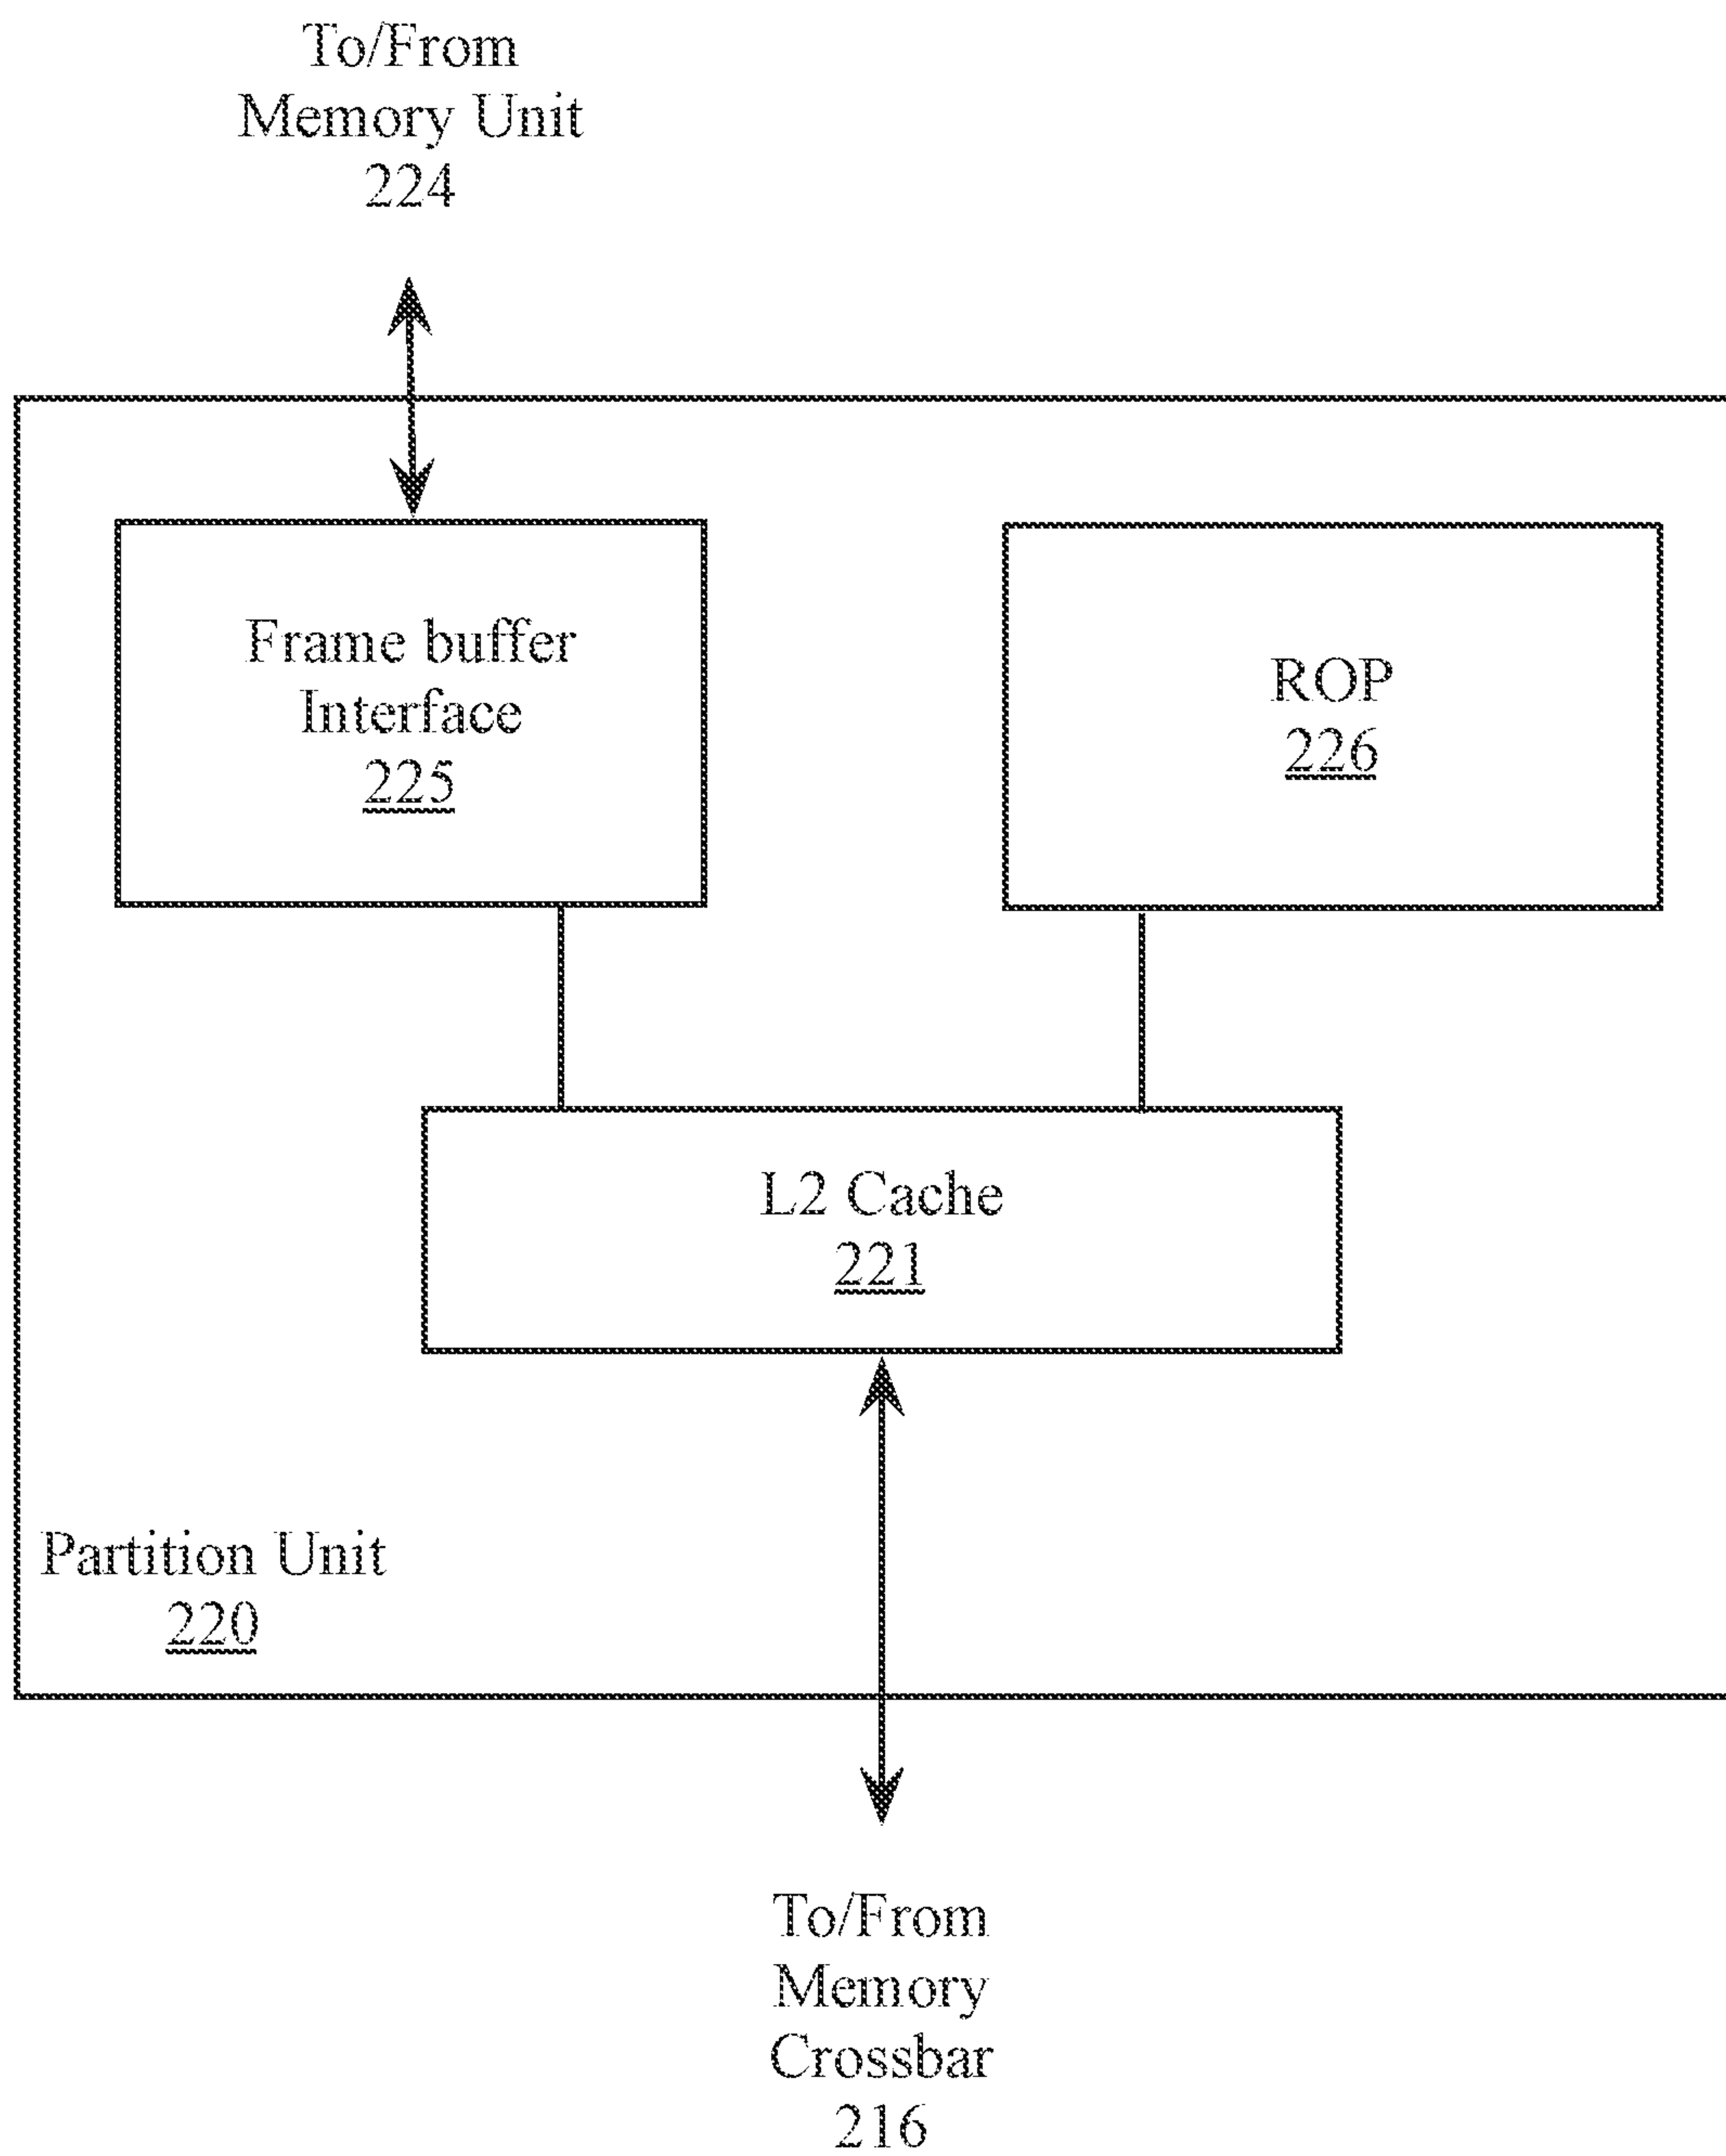 To/From
Memory Unit
224
Frame buffer
Interface
225
ROP
226
L2 Cache
221
Partition Unit
220
To/From
Memory
Crossbar
216